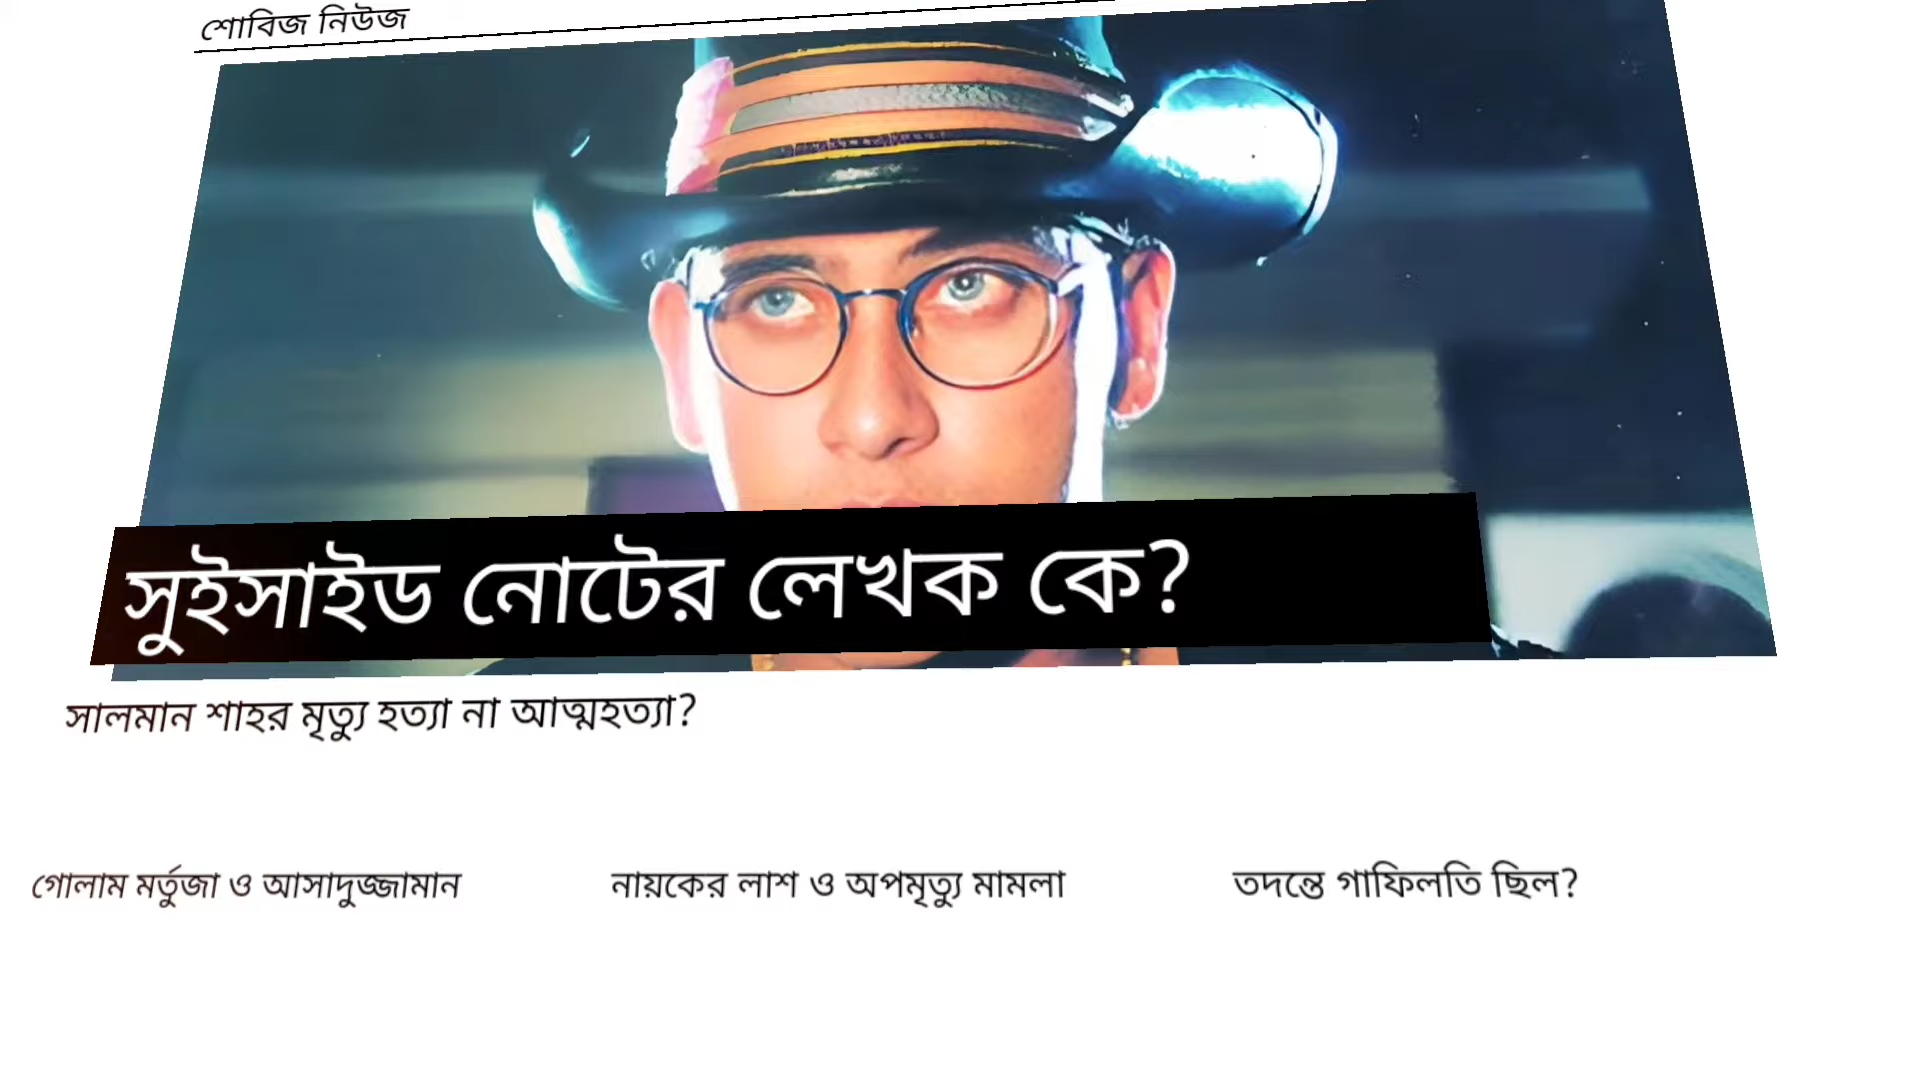 শোবিজ নিউজ
সুইসাইড নোটের লেখক কে?
সালমান শাহর মৃত্যু হত্যা না আত্মহত্যা?
গোলাম মর্তুজা ও আসাদুজ্জামান
নায়কের লাশ ও অপমৃত্যু মামলা
তদন্তে গাফিলতি ছিল?